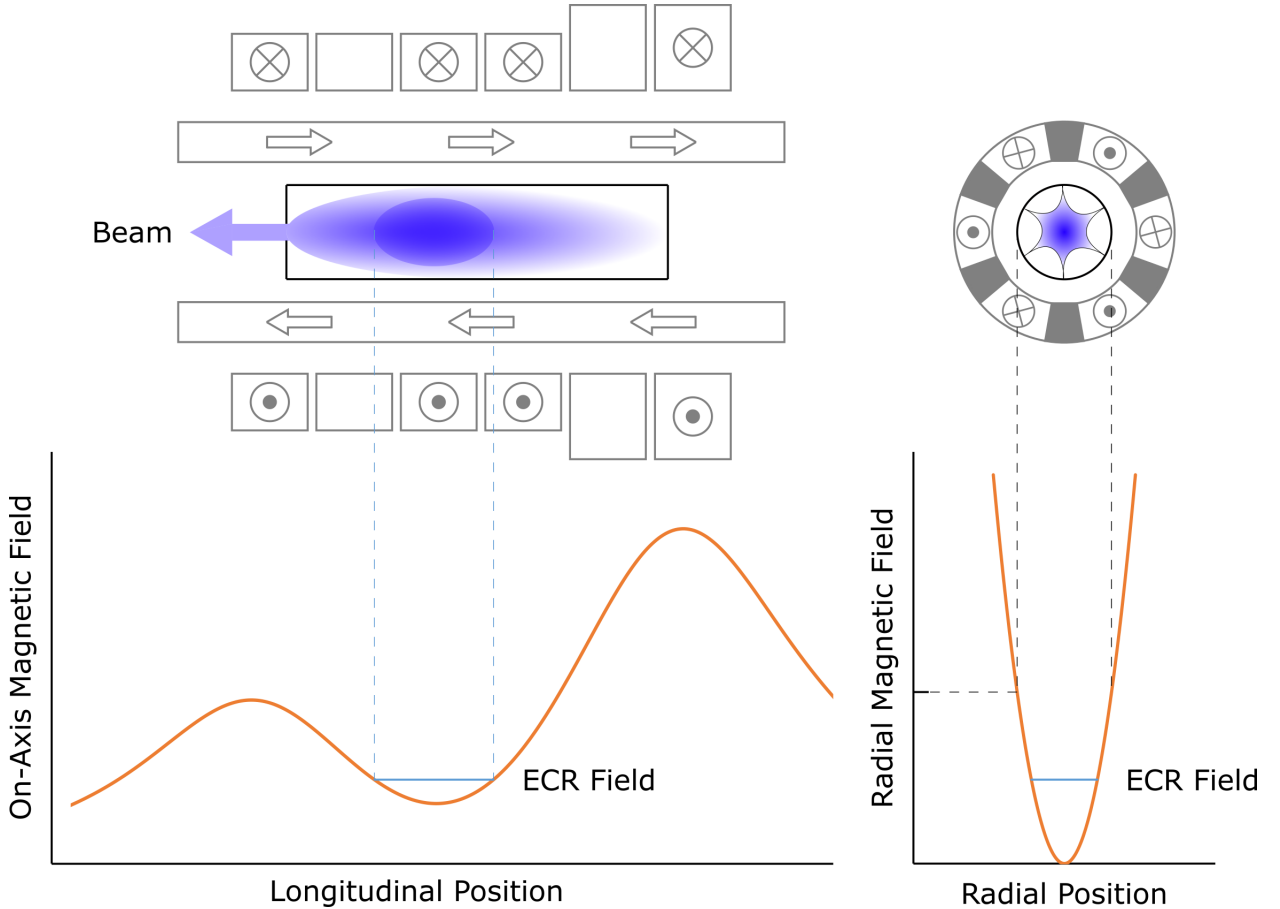 Beam
On-Axis Magnetic Field
ECR Field
Longitudinal Position
Radial Magnetic Field
ECR Field
Radial Position